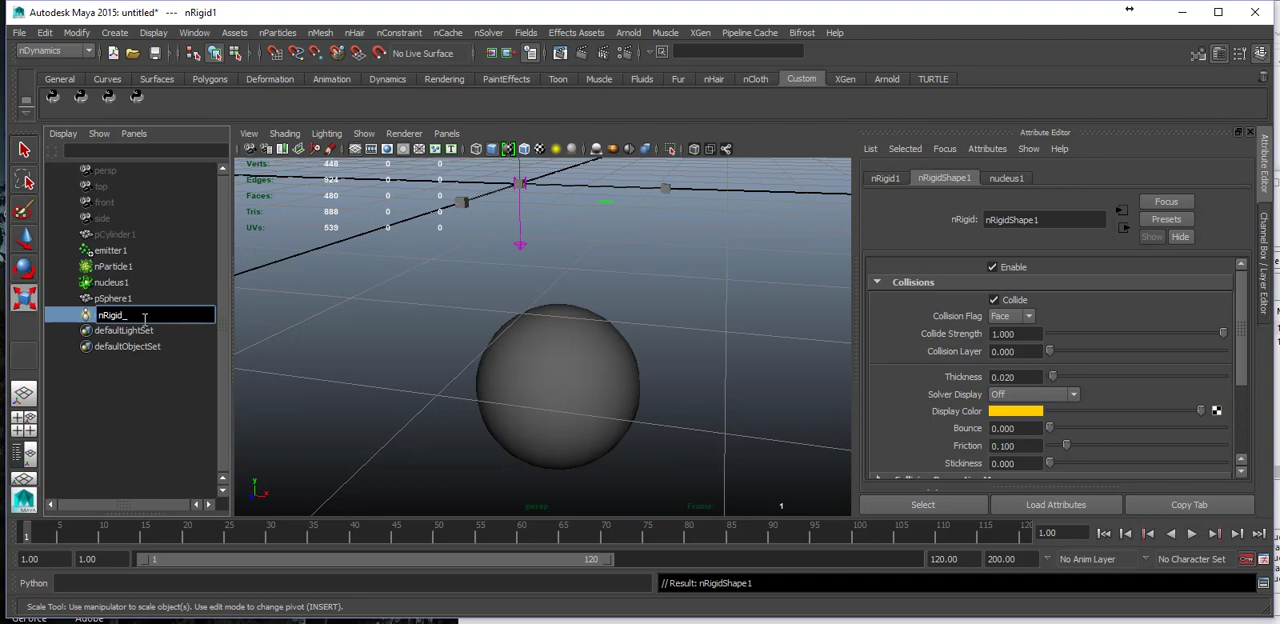 Autodesk Maya 2015: untitled* --- nRigid1
File Edit Modify Create Display Window Assets nParticles nMesh nHair nConstraint nCache nSolver Fields Effects Assets Arnold Muscle XGen Pipeline Cache Bifrost Help
nDynamics No Live Surface
General Curves Surfaces Polygons Deformation Animation Dynamics Rendering PaintEffects Toon Muscle Fluids Fur nHair nCloth Custom XGen Arnold TURTLE
Display Show Panels
View Shading Lighting Show Renderer Panels
Attribute Editor
List Selected Focus Attributes Show Help
persp
top
front
side
pCylinder1
emitter1
nParticle1
nucleus1
pSphere1
nRigid_
defaultLightSet
defaultObjectSet
Verts: 448 0 0
Edges: 924 0 0
Faces: 480 0 0
Tris: 888 0 0
UVs: 539 0 0
y
x
persp
Frame: 1
nRigid1 nRigidShape1 nucleus1
Focus
nRigid: nRigidShape1 Presets
Show Hide
Enable
Collisions
Collide
Collision Flag Face
Collide Strength 1.000
Collision Layer 0.000
Thickness 0.020
Solver Display Off
Display Color
Bounce 0.000
Friction 0.100
Stickiness 0.000
Select Load Attributes Copy Tab
Attribute Editor
Channel Box / Layer Editor
1 5 10 15 20 25 30 35 40 45 50 55 60 65 70 75 80 85 90 95 100 105 110 115 120 1.00
1.00 1.00 1 120 120.00 200.00 No Anim Layer No Character Set
Python // Result: nRigidShape1
Scale Tool: Use manipulator to scale object(s). Use edit mode to change pivot (INSERT).